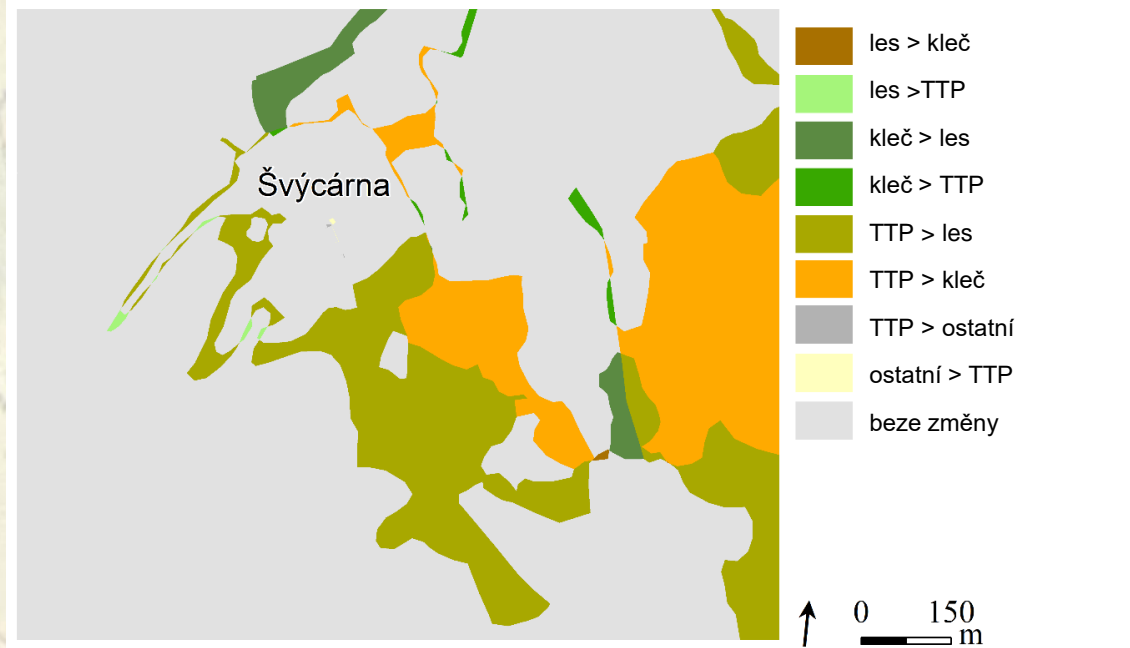 Švýcárna
les > kleč
les >TTP
kleč > les
kleč > TTP
TTP > les
TTP > kleč
TTP > ostatní
ostatní > TTP
beze změny
0 150
m